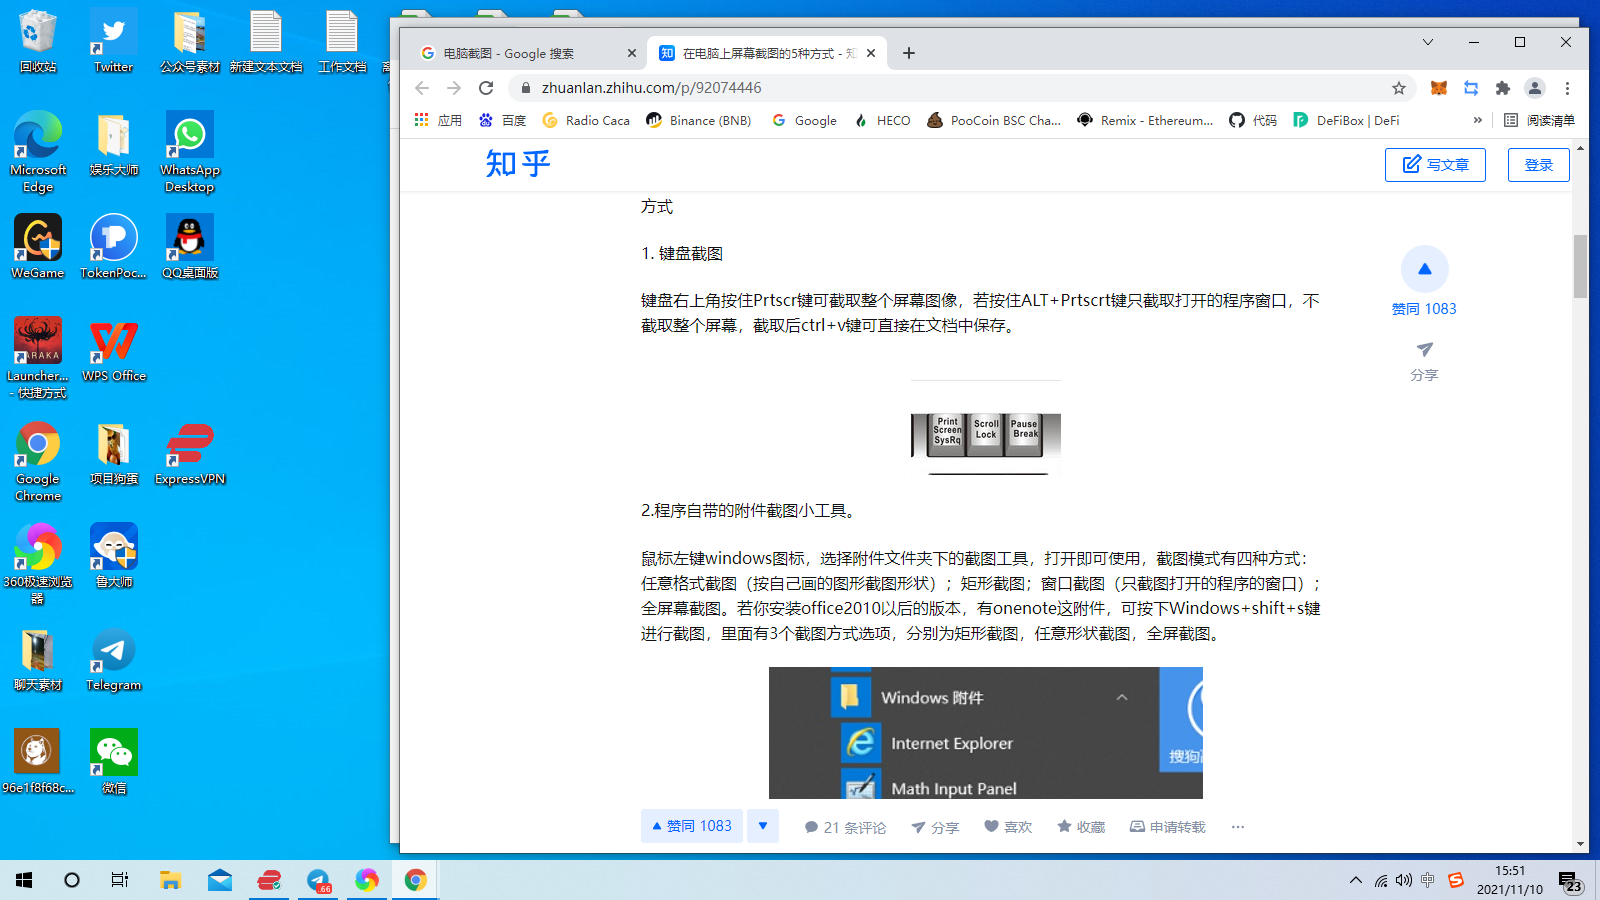 回收站
Twitter
公众号素材
新建文本文档
工作文档
Microsoft
Edge
娱乐大师
WhatsApp
Desktop
WeGame
TokenPoc...
QQ桌面版
ARAKA
Launcher...
- 快捷方式
WPS Office
Google
Chrome
项目狗蛋
ExpressVPN
360极速浏览
器
鲁大师
聊天素材
Telegram
96e1f8f68c...
微信
电脑截图 - Google 搜索
在电脑上屏幕截图的5种方式 - 知
zhuanlan.zhihu.com/p/92074446
应用
百度
Radio Caca
Binance (BNB)
Google
HECO
PooCoin BSC Cha...
Remix - Ethereum...
代码
DeFiBox | DeFi
»
阅读清单
知乎
写文章
登录
方式
1. 键盘截图
键盘右上角按住Prtscr键可截取整个屏幕图像，若按住ALT+Prtscrt键只截取打开的程序窗口，不
截取整个屏幕，截取后ctrl+v键可直接在文档中保存。
赞同 1083
分享
Print
Screen
SysRq
Scroll
Lock
Pause
Break
2.程序自带的附件截图小工具。
鼠标左键windows图标，选择附件文件夹下的截图工具，打开即可使用，截图模式有四种方式：
任意格式截图（按自己画的图形截图形状）；矩形截图；窗口截图（只截图打开的程序的窗口）；
全屏幕截图。若你安装office2010以后的版本，有onenote这附件，可按下Windows+shift+s键
进行截图，里面有3个截图方式选项，分别为矩形截图，任意形状截图，全屏截图。
Windows 附件
Internet Explorer
Math Input Panel
搜狗
赞同 1083
21 条评论
分享
喜欢
收藏
申请转载
···
66
中
15:51
2021/11/10
23